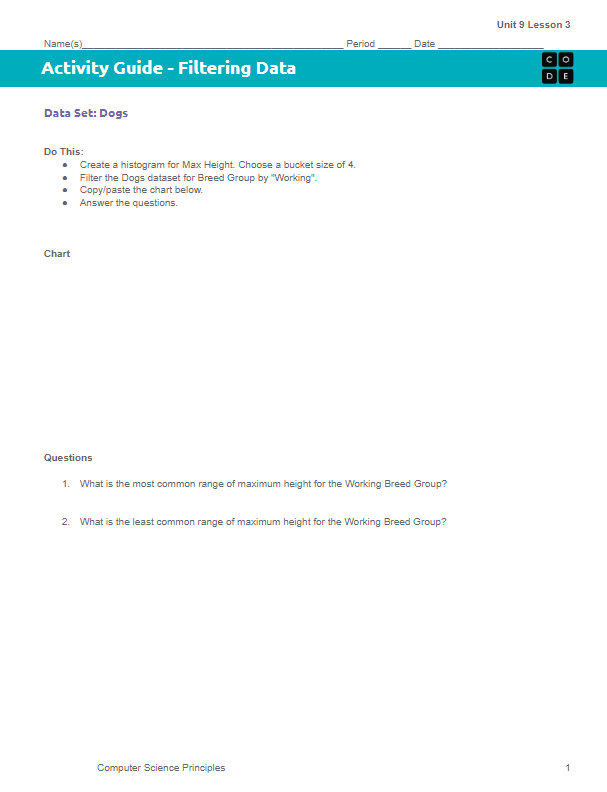 Unit 9 Lesson 3
Name(s)_______________________________________________ Period ______ Date ___________________
Activity Guide - Filtering Data
C O
D E
Data Set: Dogs
Do This:
● Create a histogram for Max Height. Choose a bucket size of 4.
● Filter the Dogs dataset for Breed Group by "Working".
● Copy/paste the chart below.
● Answer the questions.
Chart
Questions
1. What is the most common range of maximum height for the Working Breed Group?
2. What is the least common range of maximum height for the Working Breed Group?
Computer Science Principles 1